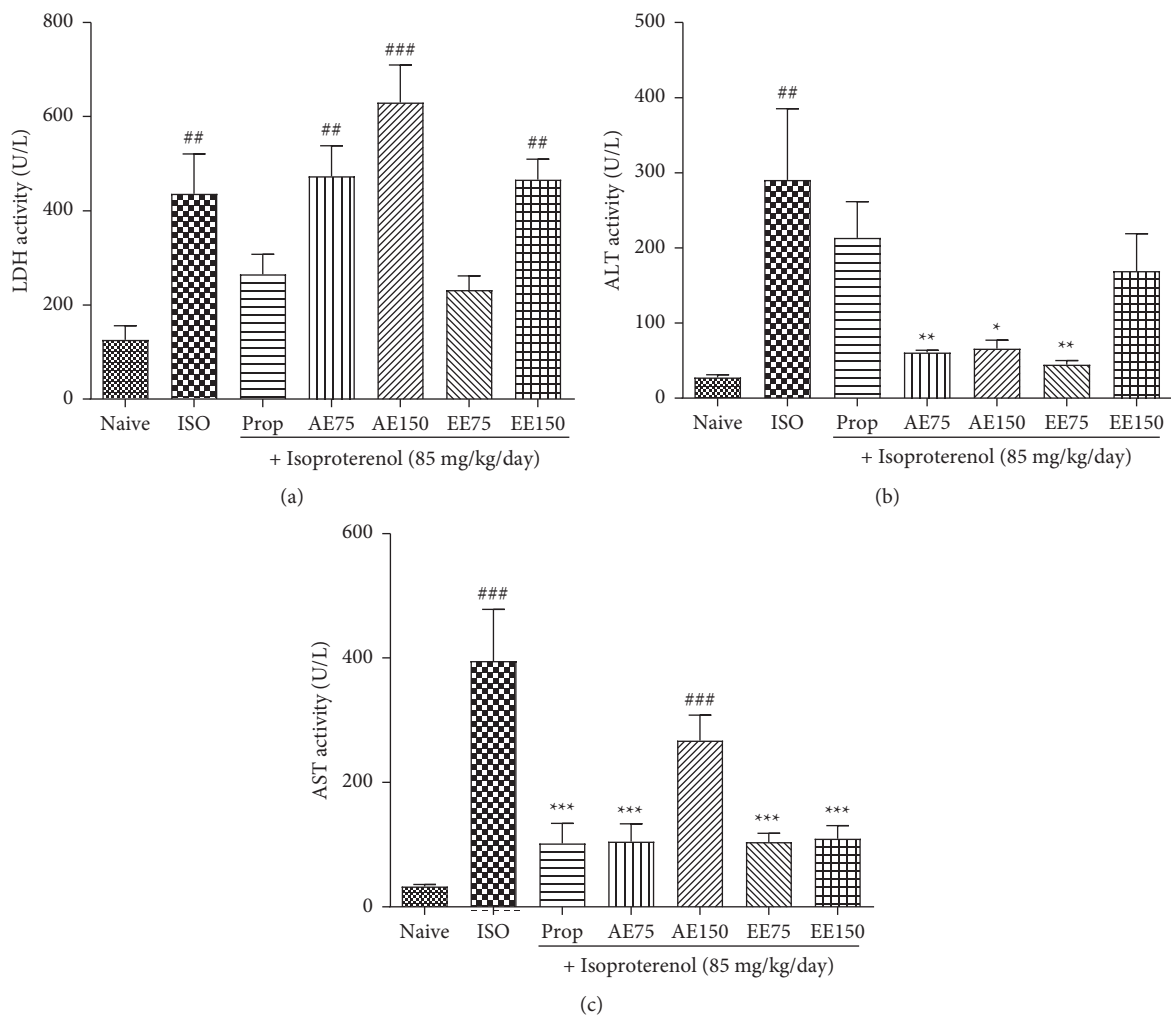 LDH activity (U/L)
800
600
400
200
0
##
##
###
##
Naive ISO Prop AE75 AE150 EE75 EE150
+ Isoproterenol (85 mg/kg/day)
(a)
ALT activity (U/L)
500
400
300
200
100
0
##
**
*
**
Naive ISO Prop AE75 AE150 EE75 EE150
+ Isoproterenol (85 mg/kg/day)
(b)
AST activity (U/L)
600
400
200
0
###
***
***
###
***
***
Naive ISO Prop AE75 AE150 EE75 EE150
+ Isoproterenol (85 mg/kg/day)
(c)